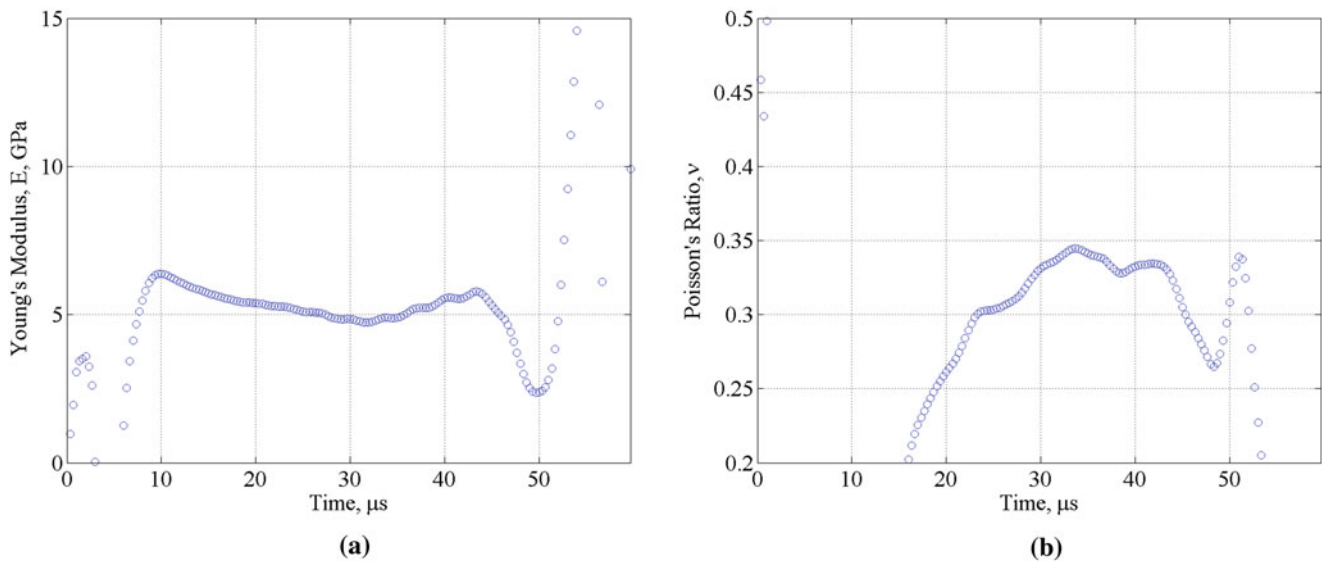 15
10
5
0
Young's Modulus, E, GPa
0 10 20 30 40 50
Time, μs
(a)
0.5
0.45
0.4
0.35
0.3
0.25
0.2
Poisson's Ratio,ν
0 10 20 30 40 50
Time, μs
(b)